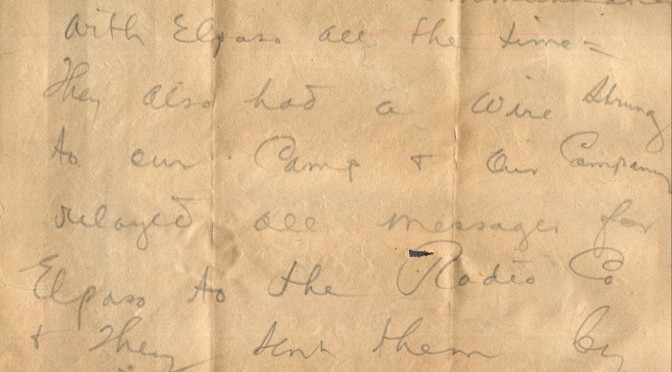 with Elpaso all the time =
They also had a wire strung
to our Camp + our Company
relayed all messages for
Elpaso to the Radio Co
+ they sent them by